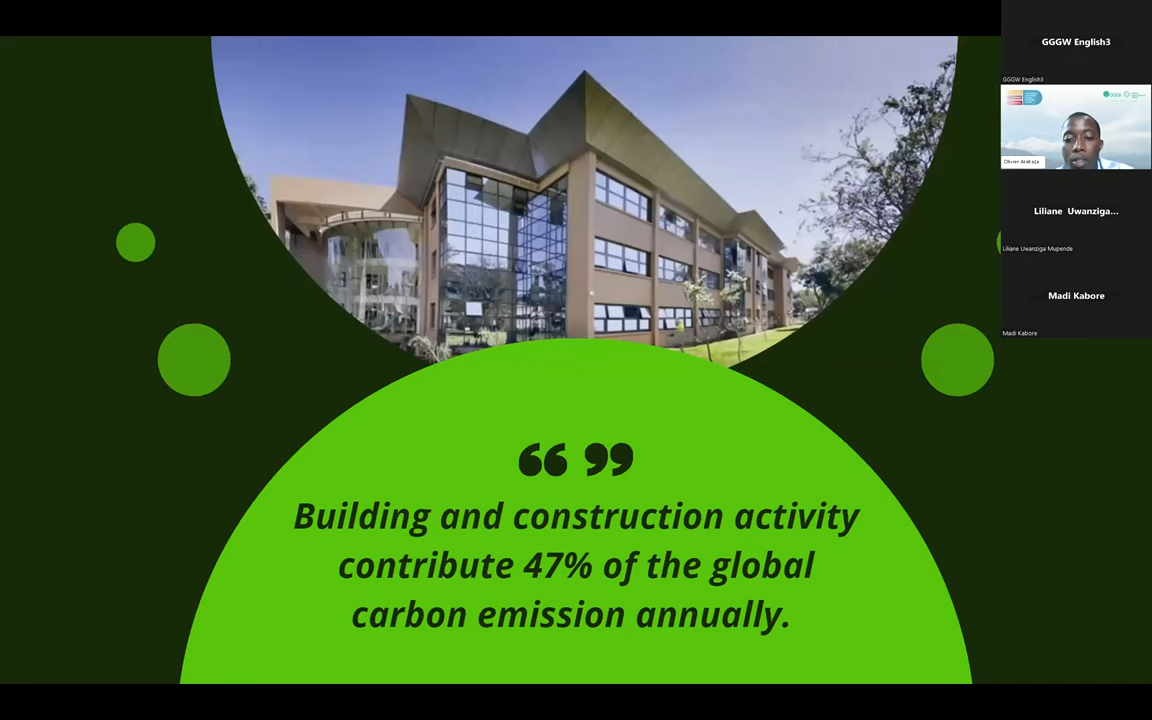 GGGW English3
GGGW English3
Olivier Arakaza
Liliane Uwanziga...
Liliane Uwanziga Mupende
Madi Kabore
Madi Kabore
“ ”
Building and construction activity
contribute 47% of the global
carbon emission annually.